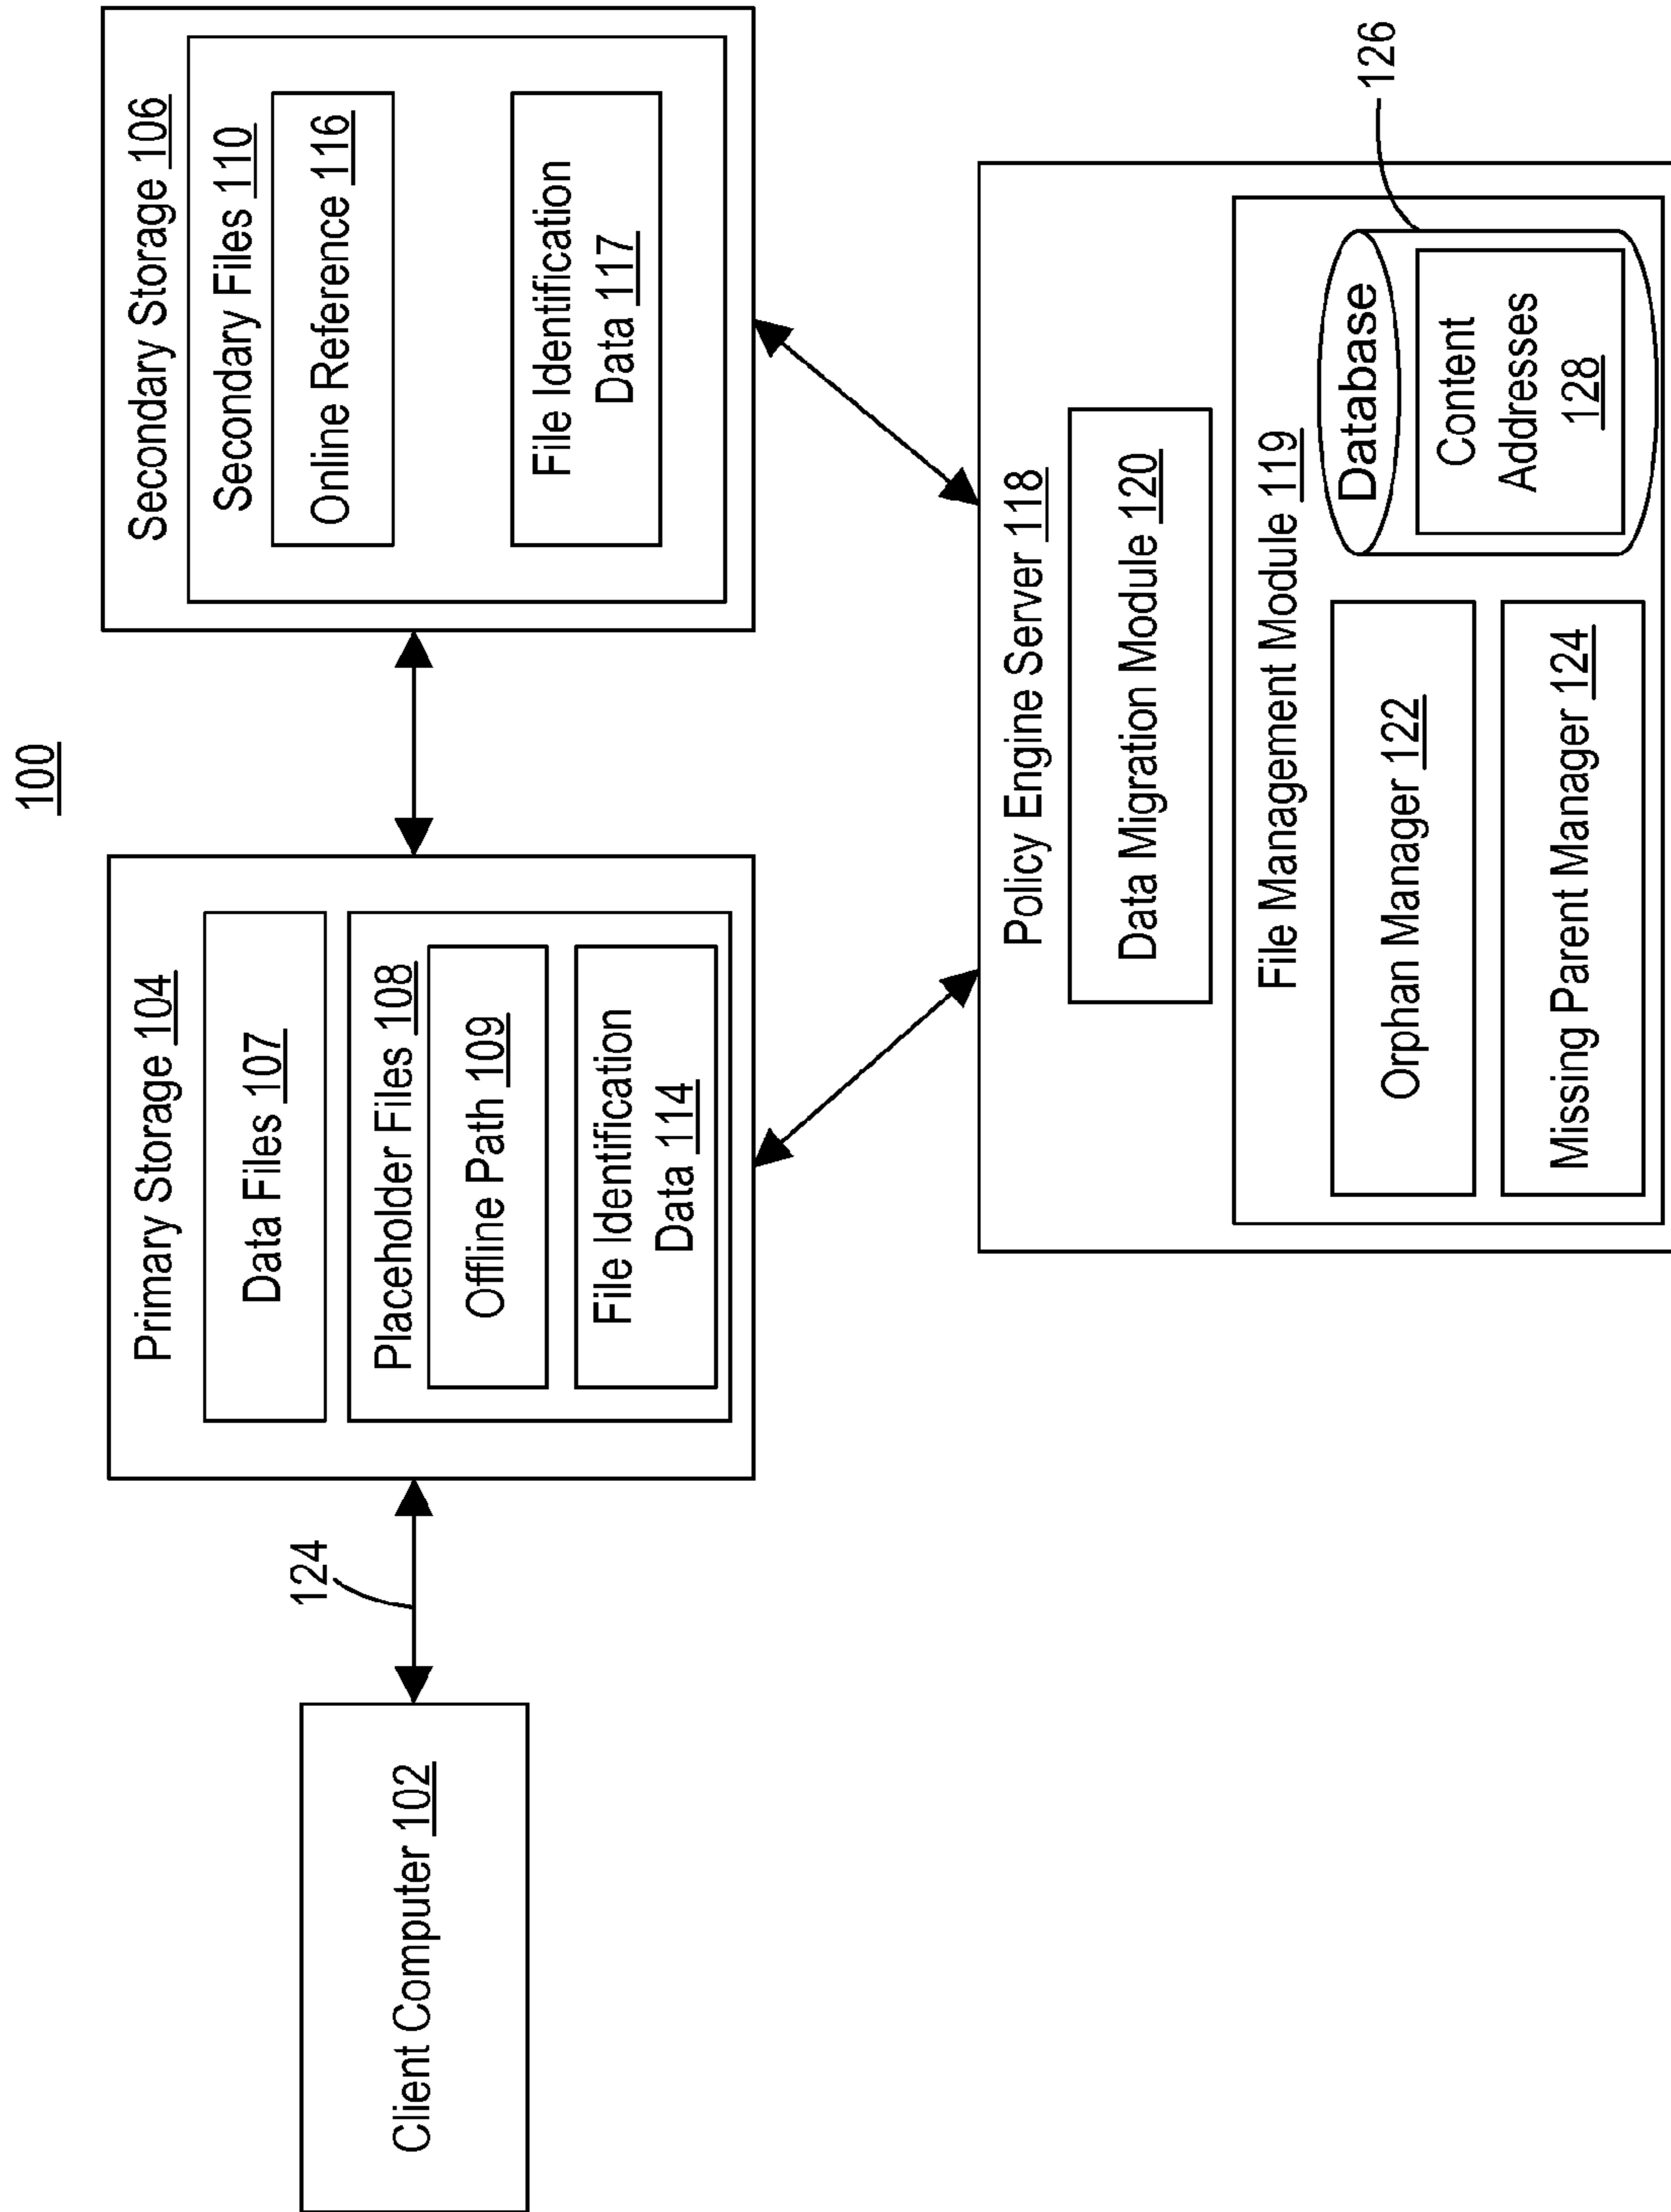 100
Client Computer 102
124
Primary Storage 104
Data Files 107
Placeholder Files 108
Offline Path 109
File Identification
Data 114
Secondary Storage 106
Secondary Files 110
Online Reference 116
File Identification
Data 117
Policy Engine Server 118
Data Migration Module 120
File Management Module 119
Orphan Manager 122
Missing Parent Manager 124
Database
Content
Addresses
128
126